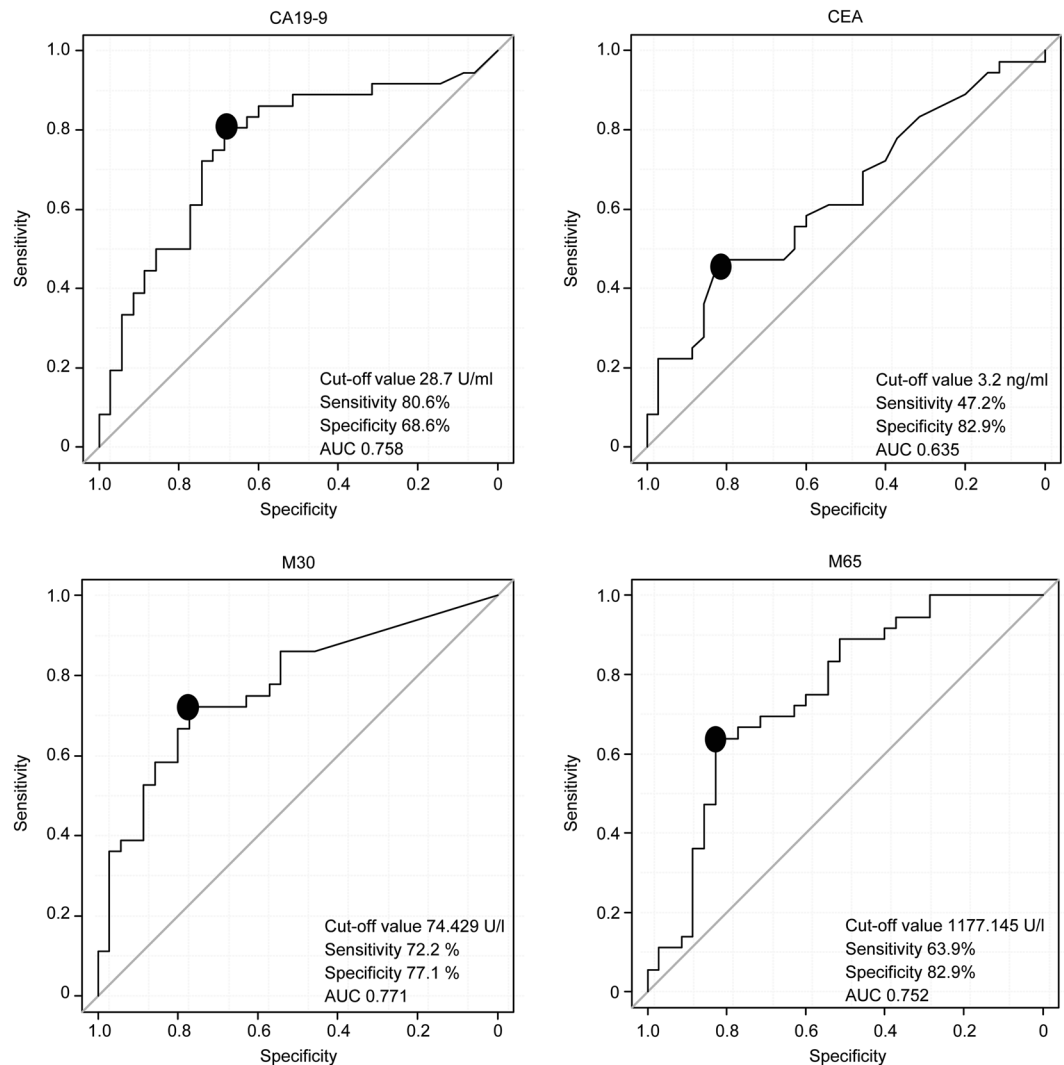 CA19-9
1.0
0.8
0.6
0.4
0.2
0
Sensitivity
Cut-off value 28.7 U/ml
Sensitivity 80.6%
Specificity 68.6%
AUC 0.758
1.0 0.8 0.6 0.4 0.2 0
Specificity
CEA
1.0
0.8
0.6
0.4
0.2
0
Sensitivity
Cut-off value 3.2 ng/ml
Sensitivity 47.2%
Specificity 82.9%
AUC 0.635
1.0 0.8 0.6 0.4 0.2 0
Specificity
M30
1.0
0.8
0.6
0.4
0.2
0
Sensitivity
Cut-off value 74.429 U/l
Sensitivity 72.2 %
Specificity 77.1 %
AUC 0.771
1.0 0.8 0.6 0.4 0.2 0
Specificity
M65
1.0
0.8
0.6
0.4
0.2
0
Sensitivity
Cut-off value 1177.145 U/l
Sensitivity 63.9%
Specificity 82.9%
AUC 0.752
1.0 0.8 0.6 0.4 0.2 0
Specificity